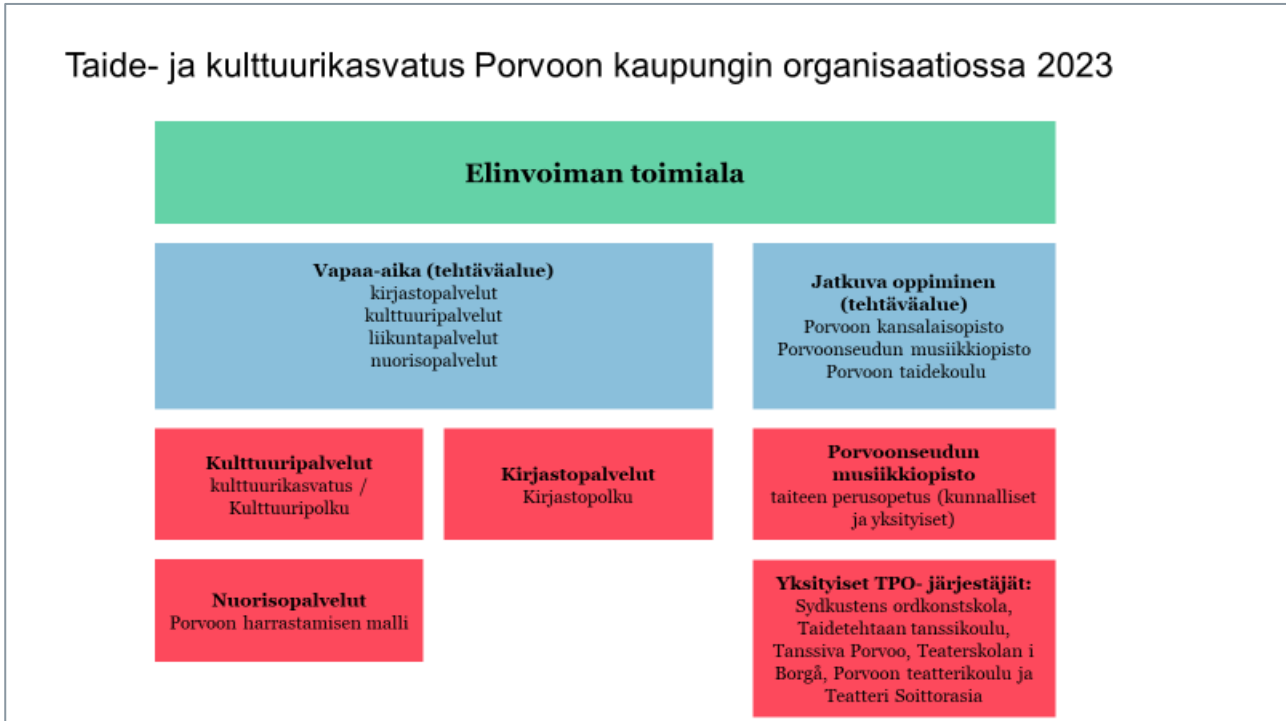 Taide- ja kulttuurikasvatus Porvoon kaupungin organisaatiossa 2023
Elinvoiman toimiala
Vapaa-aika (tehtäväalue)
kirjastopalvelut
kulttuuripalvelut
liikuntapalvelut
nuorisopalvelut
Jatkuva oppiminen
(tehtäväalue)
Porvoon kansalaisopisto
Porvoonseudun musiikkiopisto
Porvoon taidekoulu
Kulttuuripalvelut
kulttuurikasvatus /
Kulttuuripolku
Kirjastopalvelut
Kirjastopolku
Porvoonseudun
musiikkiopisto
taiteen perusopetus (kunnalliset
ja yksityiset)
Nuorisopalvelut
Porvoon harrastamisen malli
Yksityiset TPO- järjestäjät:
Sydkustens ordkonstskola,
Taidetehtaan tanssikoulu,
Tanssiva Porvoo, Teaterskolan i
Borgå, Porvoon teatterikoulu ja
Teatteri Soittorasia